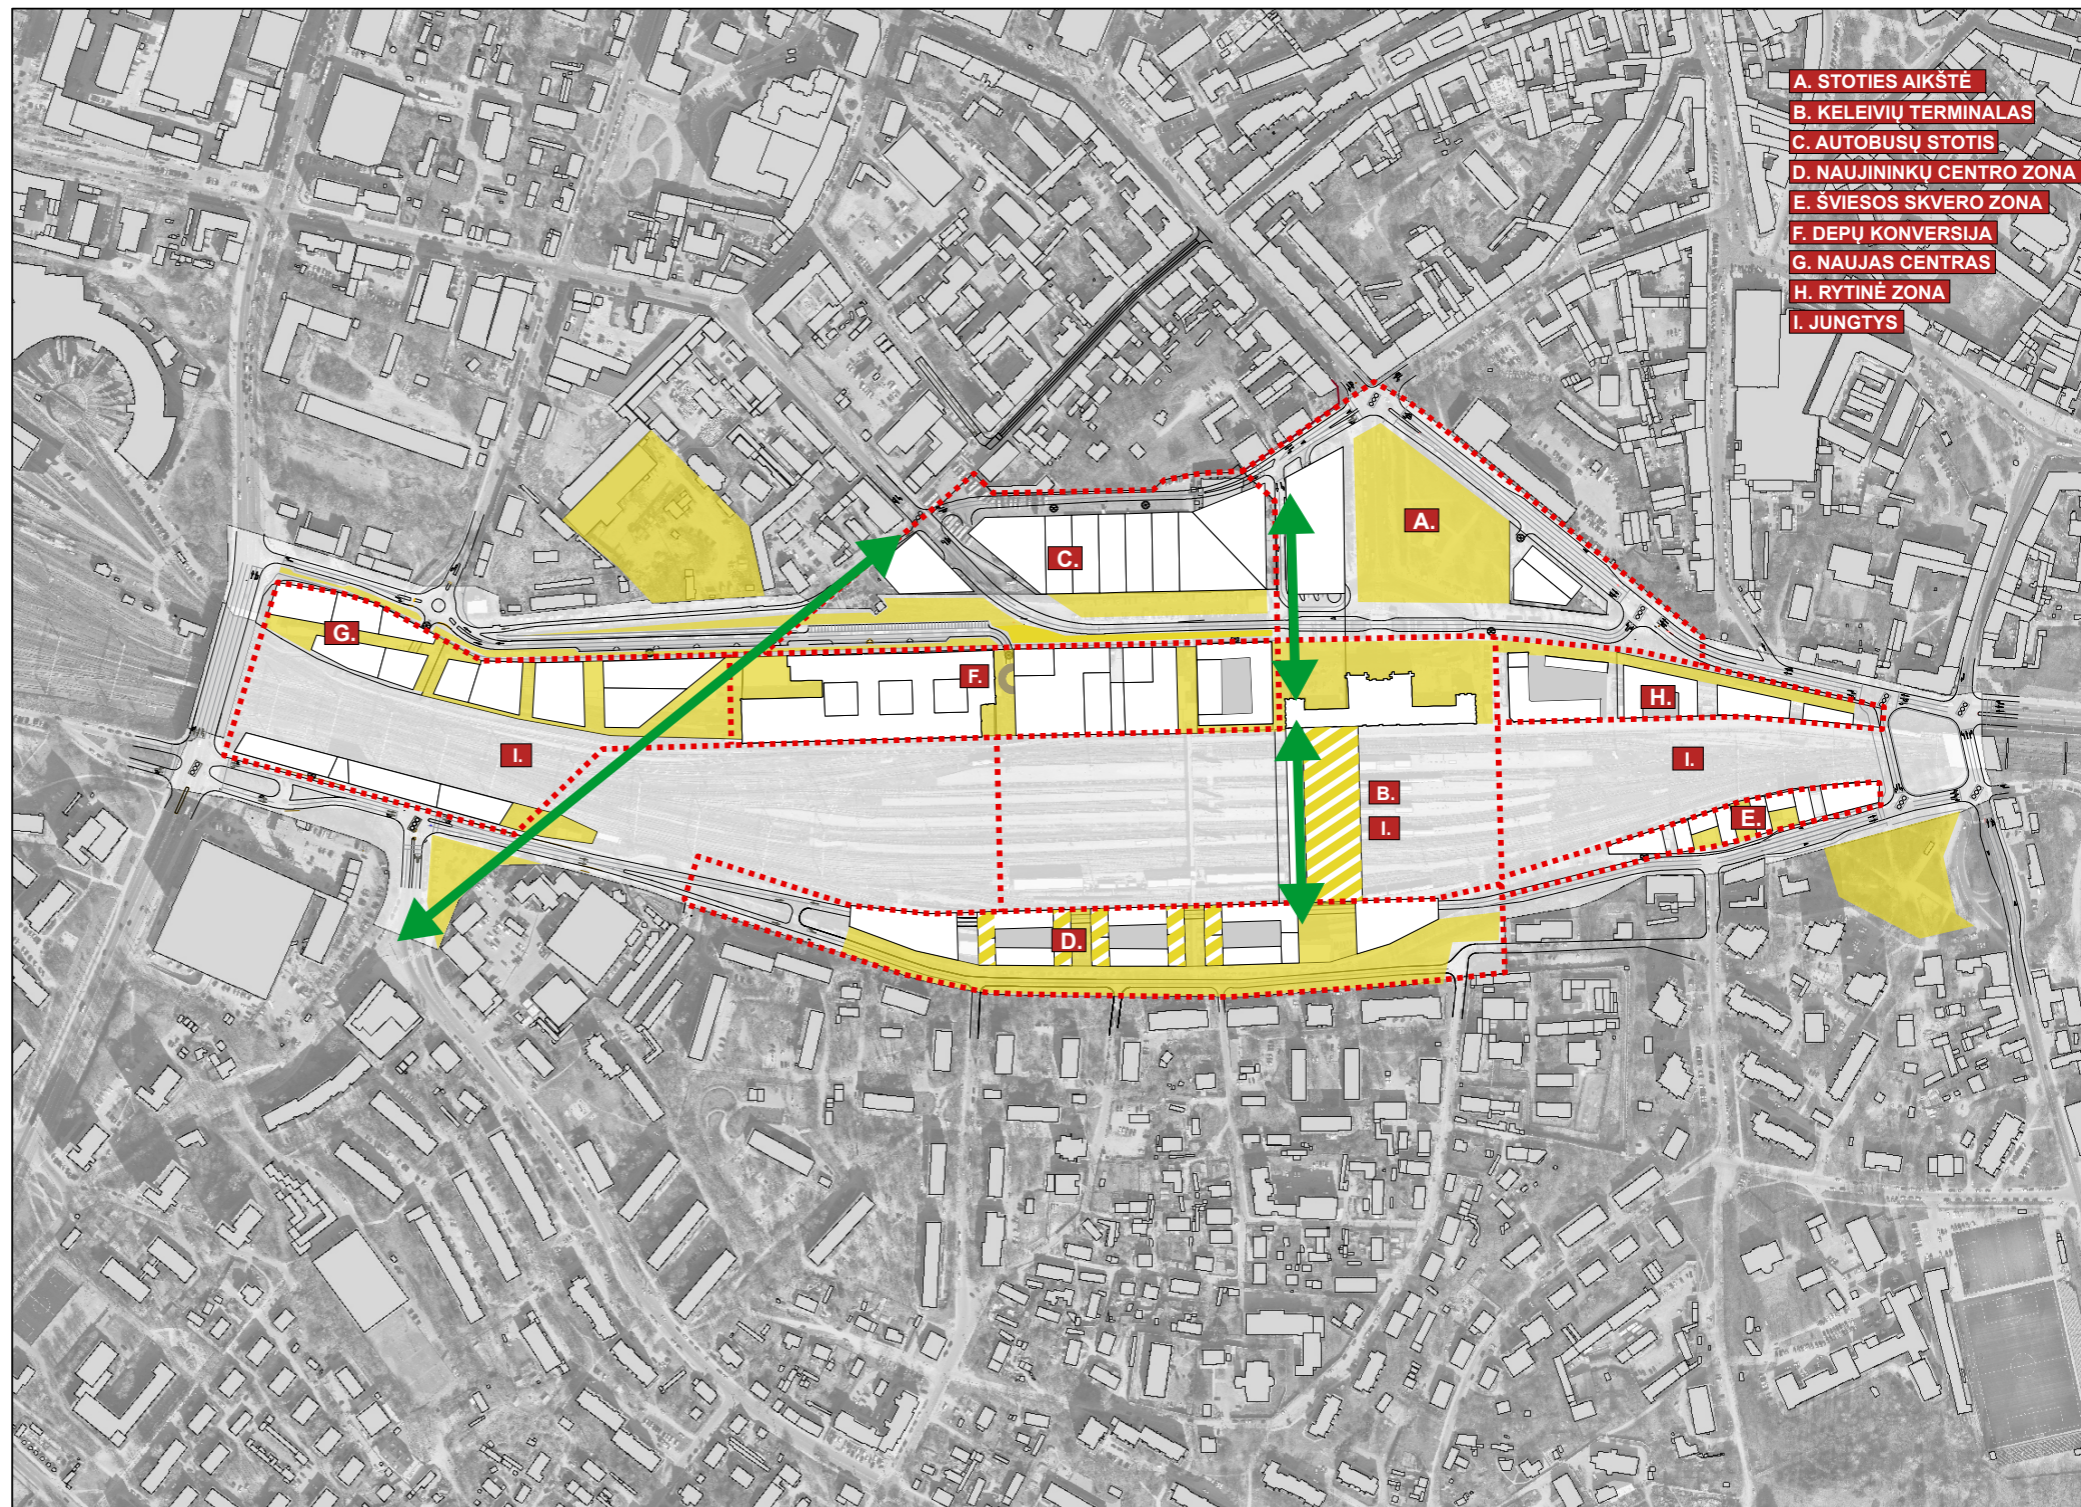 A. STOTIES AIKŠTĖ
B. KELEIVIŲ TERMINALAS
C. AUTOBUSŲ STOTIS
D. NAUJININKŲ CENTRO ZONA
E. ŠVIESOS SKVERO ZONA
F. DEPŲ KONVERSIJA
G. NAUJAS CENTRAS
H. RYTINĖ ZONA
I. JUNGTYS
A.
C.
G.
F.
H.
I.
I.
B.
I.
E.
D.